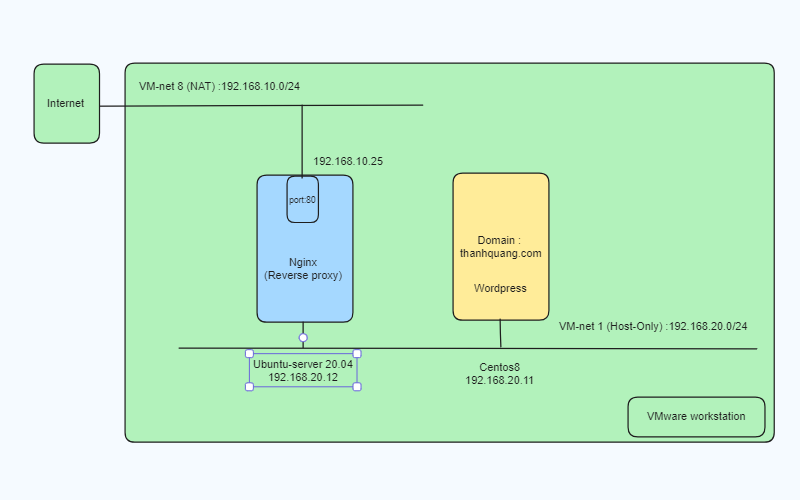 VM-net 8 (NAT) :192.168.10.0/24
Internet
192.168.10.25
port:80
Nginx
(Reverse proxy)
Domain :
thanhquang.com
Wordpress
VM-net 1 (Host-Only) :192.168.20.0/24
Ubuntu-server 20.04
192.168.20.12
Centos8
192.168.20.11
VMware workstation